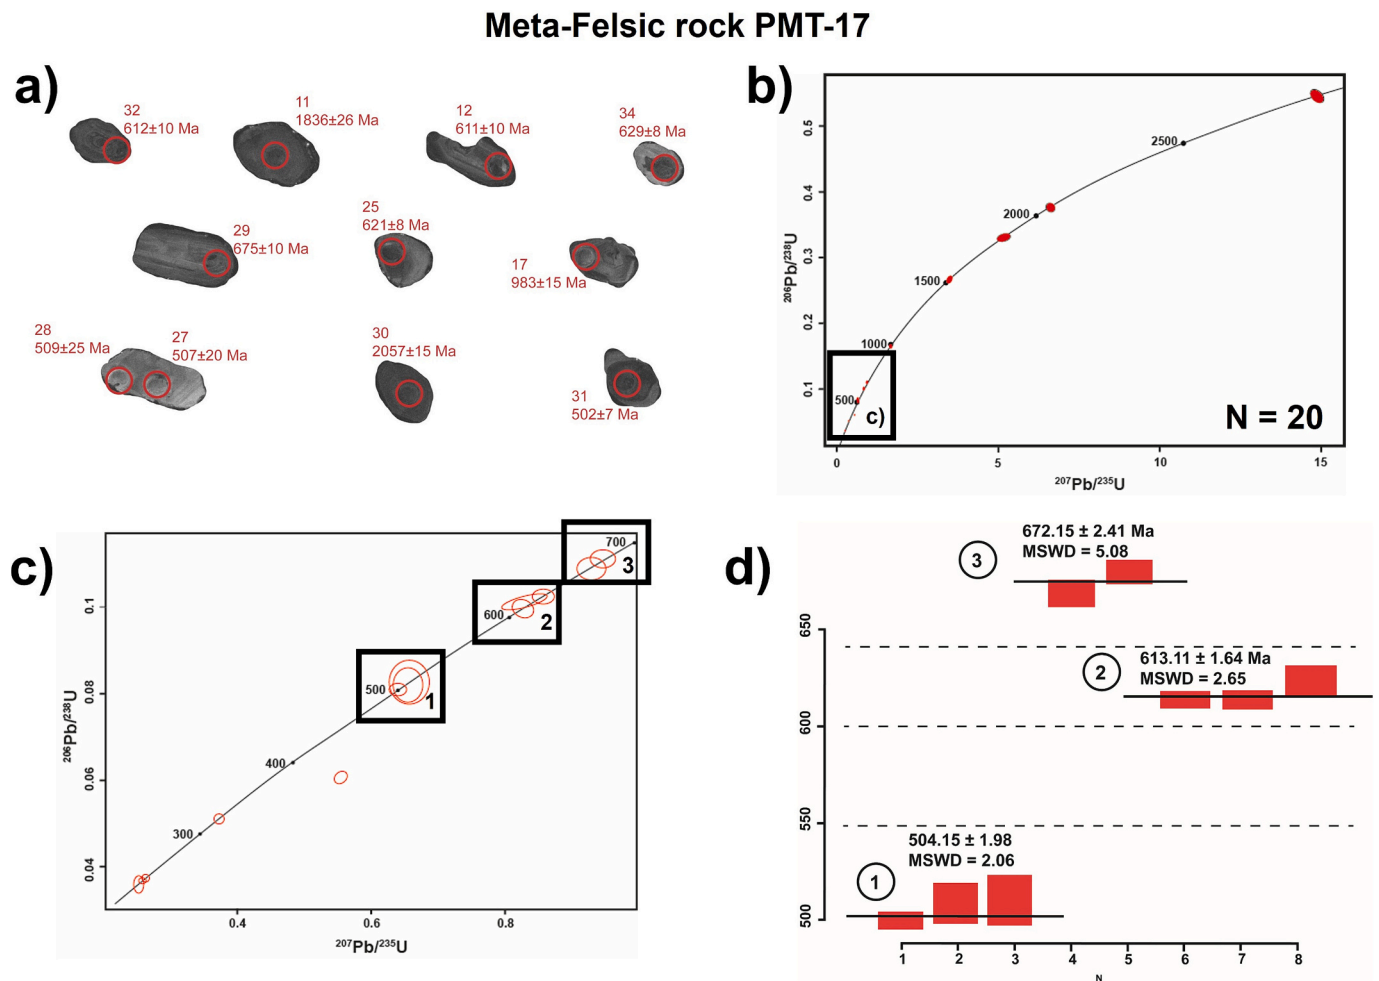 Meta-Felsic rock PMT-17
a)
32
612±10 Ma
11
1836±26 Ma
12
611±10 Ma
34
629±8 Ma
29
675±10 Ma
25
621±8 Ma
17
983±15 Ma
28
509±25 Ma
27
507±20 Ma
30
2057±15 Ma
31
502±7 Ma
b)
206Pb/238U
0.5
0.4
0.3
0.2
0.1
2500
2000
1500
1000
500
c)
N = 20
0
5
10
15
207Pb/235U
c)
206Pb/238U
0.1
0.08
0.06
0.04
700
3
600
2
500
1
400
300
0.4
0.6
0.8
207Pb/235U
d)
3
672.15 ± 2.41 Ma
MSWD = 5.08
2
613.11 ± 1.64 Ma
MSWD = 2.65
1
504.15 ± 1.98
MSWD = 2.06
650
600
550
500
1
2
3
4
5
6
7
8
N